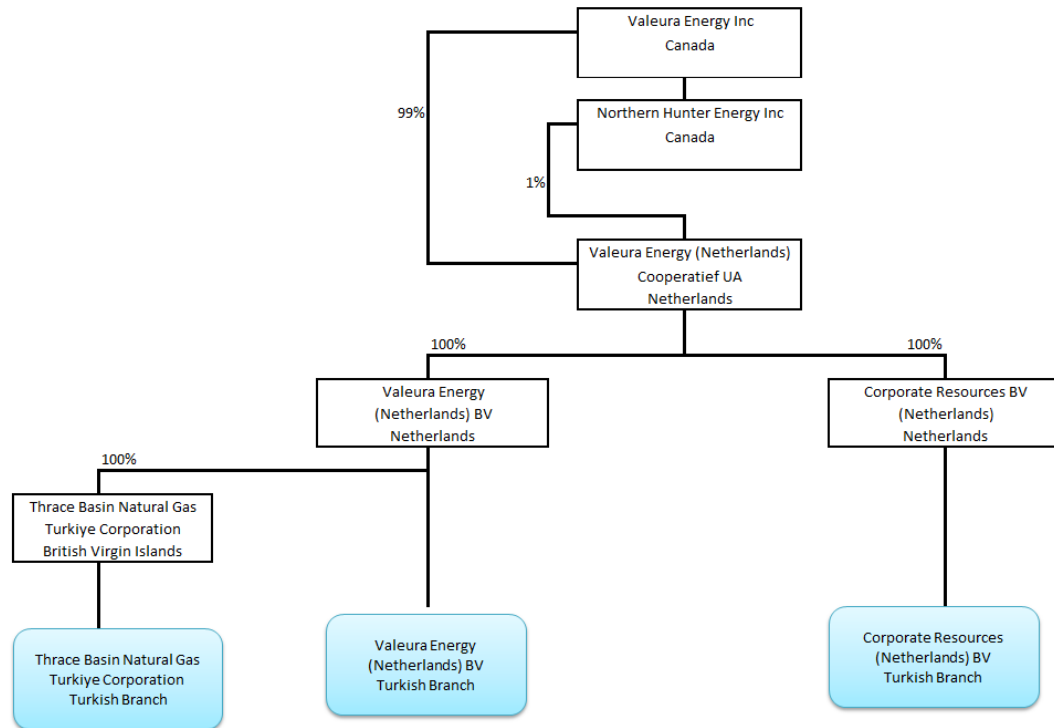 Valeura Energy Inc
Canada
99%
Northern Hunter Energy Inc
Canada
1%
Valeura Energy (Netherlands)
Cooperatief UA
Netherlands
100%
100%
Valeura Energy
(Netherlands) BV
Netherlands
Corporate Resources BV
(Netherlands)
Netherlands
100%
Thrace Basin Natural Gas
Turkiye Corporation
British Virgin Islands
Thrace Basin Natural Gas
Turkiye Corporation
Turkish Branch
Valeura Energy
(Netherlands) BV
Turkish Branch
Corporate Resources
(Netherlands) BV
Turkish Branch